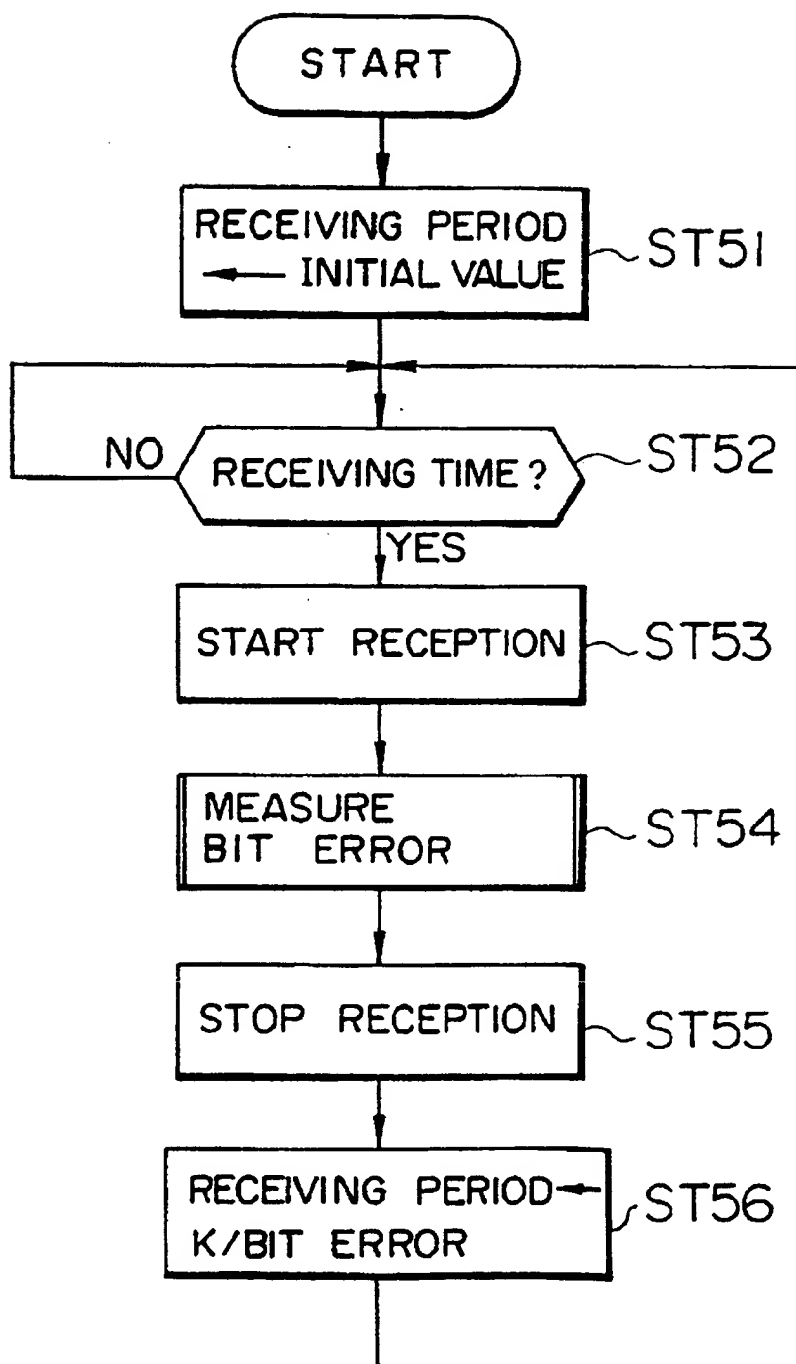 START
RECEIVING PERIOD
← INITIAL VALUE
ST51
NO
RECEIVING TIME?
ST52
YES
START RECEPTION
ST53
MEASURE
BIT ERROR
ST54
STOP RECEPTION
ST55
RECEIVING PERIOD ←
K/BIT ERROR
ST56